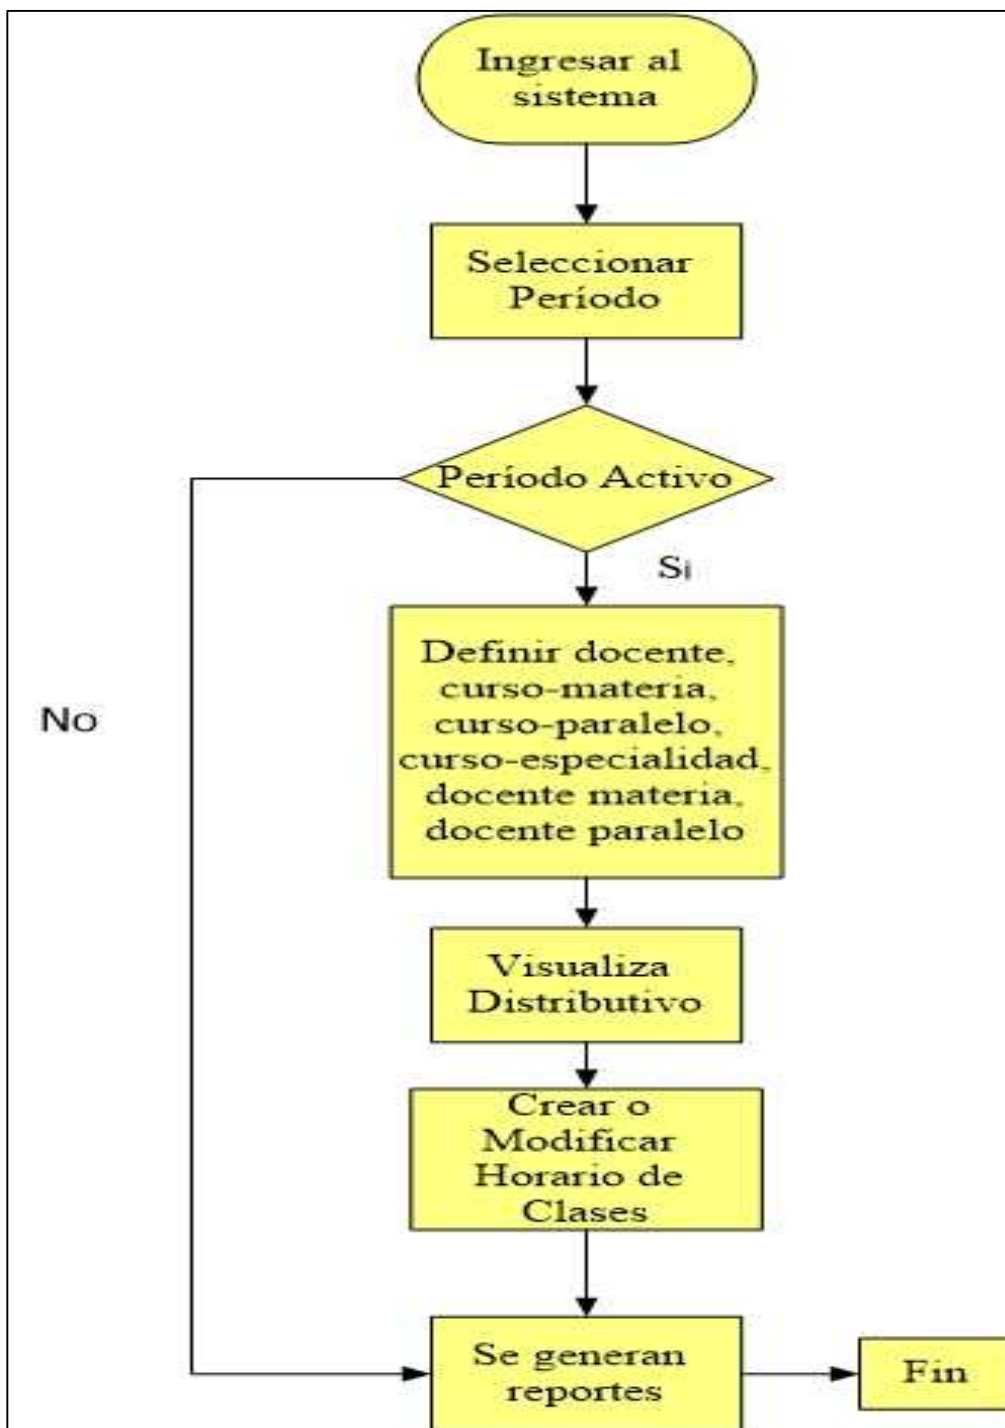 Ingresar al
sistema
Seleccionar
Período
Período Activo
Si
No
Definir docente,
curso-materia,
curso-paralelo,
curso-especialidad,
docente materia,
docente paralelo
Visualiza
Distributivo
Crear o
Modificar
Horario de
Clases
Se generan
reportes
Fin